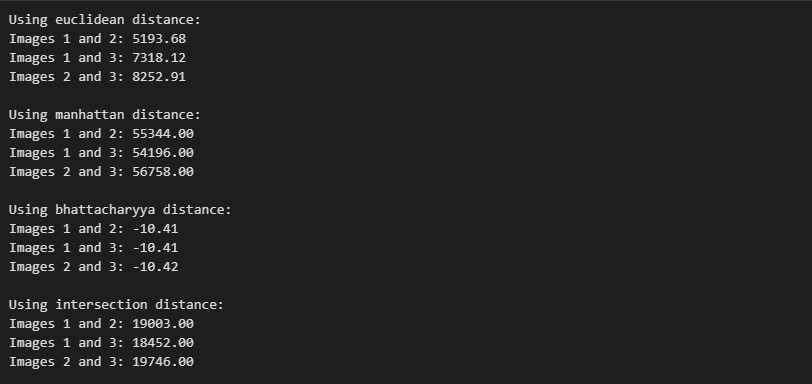 Using euclidean distance:
Images 1 and 2: 5193.68
Images 1 and 3: 7318.12
Images 2 and 3: 8252.91
Using manhattan distance:
Images 1 and 2: 55344.00
Images 1 and 3: 54196.00
Images 2 and 3: 56758.00
Using bhattacharyya distance:
Images 1 and 2: -10.41
Images 1 and 3: -10.41
Images 2 and 3: -10.42
Using intersection distance:
Images 1 and 2: 19003.00
Images 1 and 3: 18452.00
Images 2 and 3: 19746.00